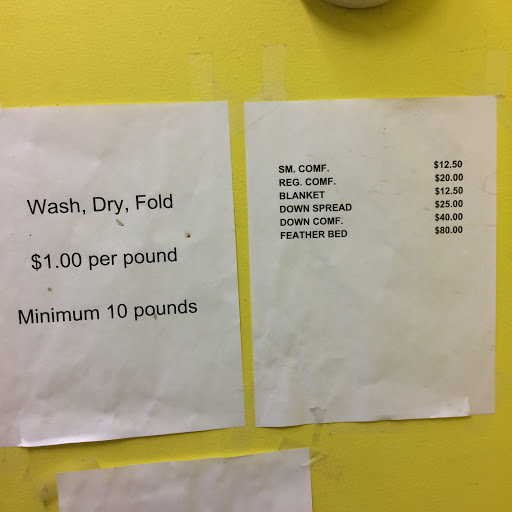 Wash, Dry, Fold
$1.00 per pound
Minimum 10 pounds
SM. COMF. $12.50
REG. COMF. $20.00
BLANKET $12.50
DOWN SPREAD $25.00
DOWN COMF. $40.00
FEATHER BED $80.00